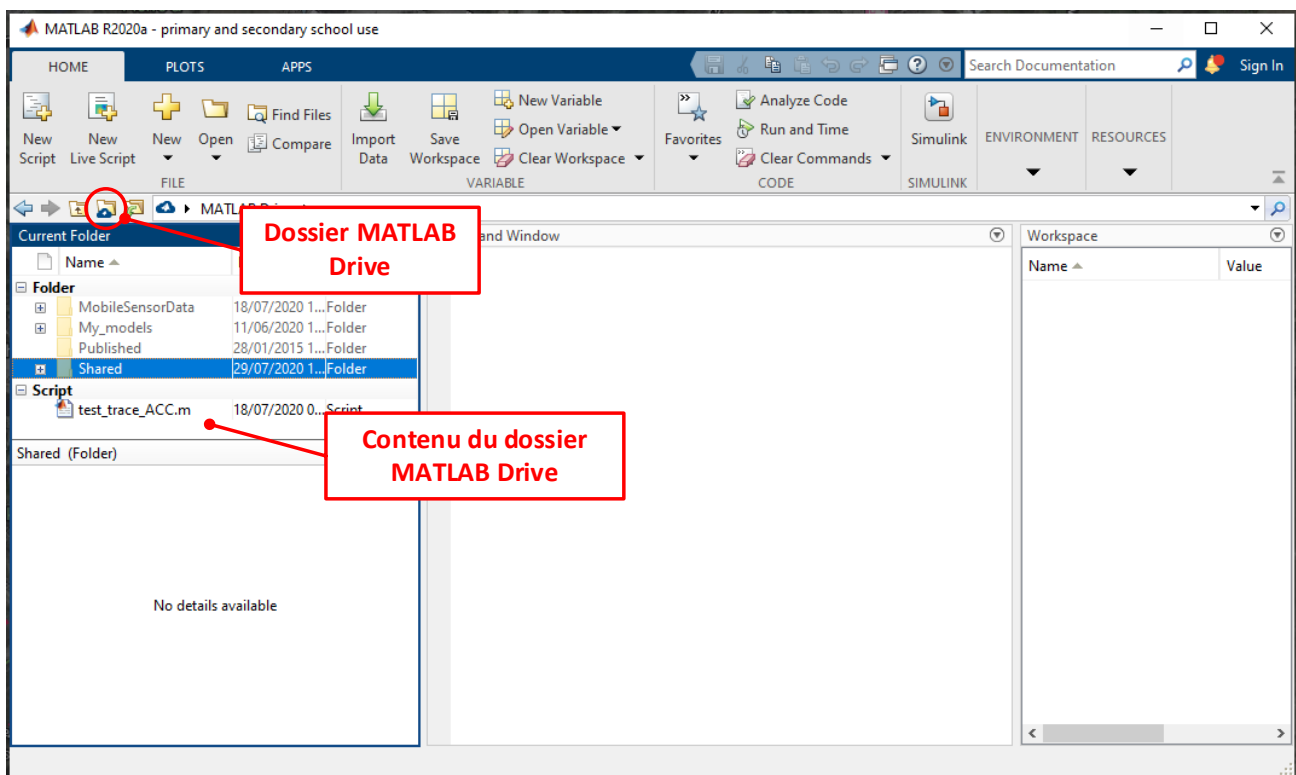 MATLAB R2020a - primary and secondary school use
HOME PLOTS APPS Search Documentation Sign In
New Script New Live Script New Open Find Files Compare Import Data Save Workspace New Variable Open Variable Clear Workspace Favorites Analyze Code Run and Time Clear Commands Simulink ENVIRONMENT RESOURCES
FILE VARIABLE CODE SIMULINK
Current Folder
Dossier MATLAB
Drive
and Window
Workspace
Name
Name Value
Folder
MobileSensorData 18/07/2020 1...Folder
My_models 11/06/2020 1...Folder
Published 28/01/2015 1...Folder
Shared 29/07/2020 1...Folder
Script
test_trace_ACC.m 18/07/2020 0...Script
Contenu du dossier
MATLAB Drive
Shared (Folder)
No details available